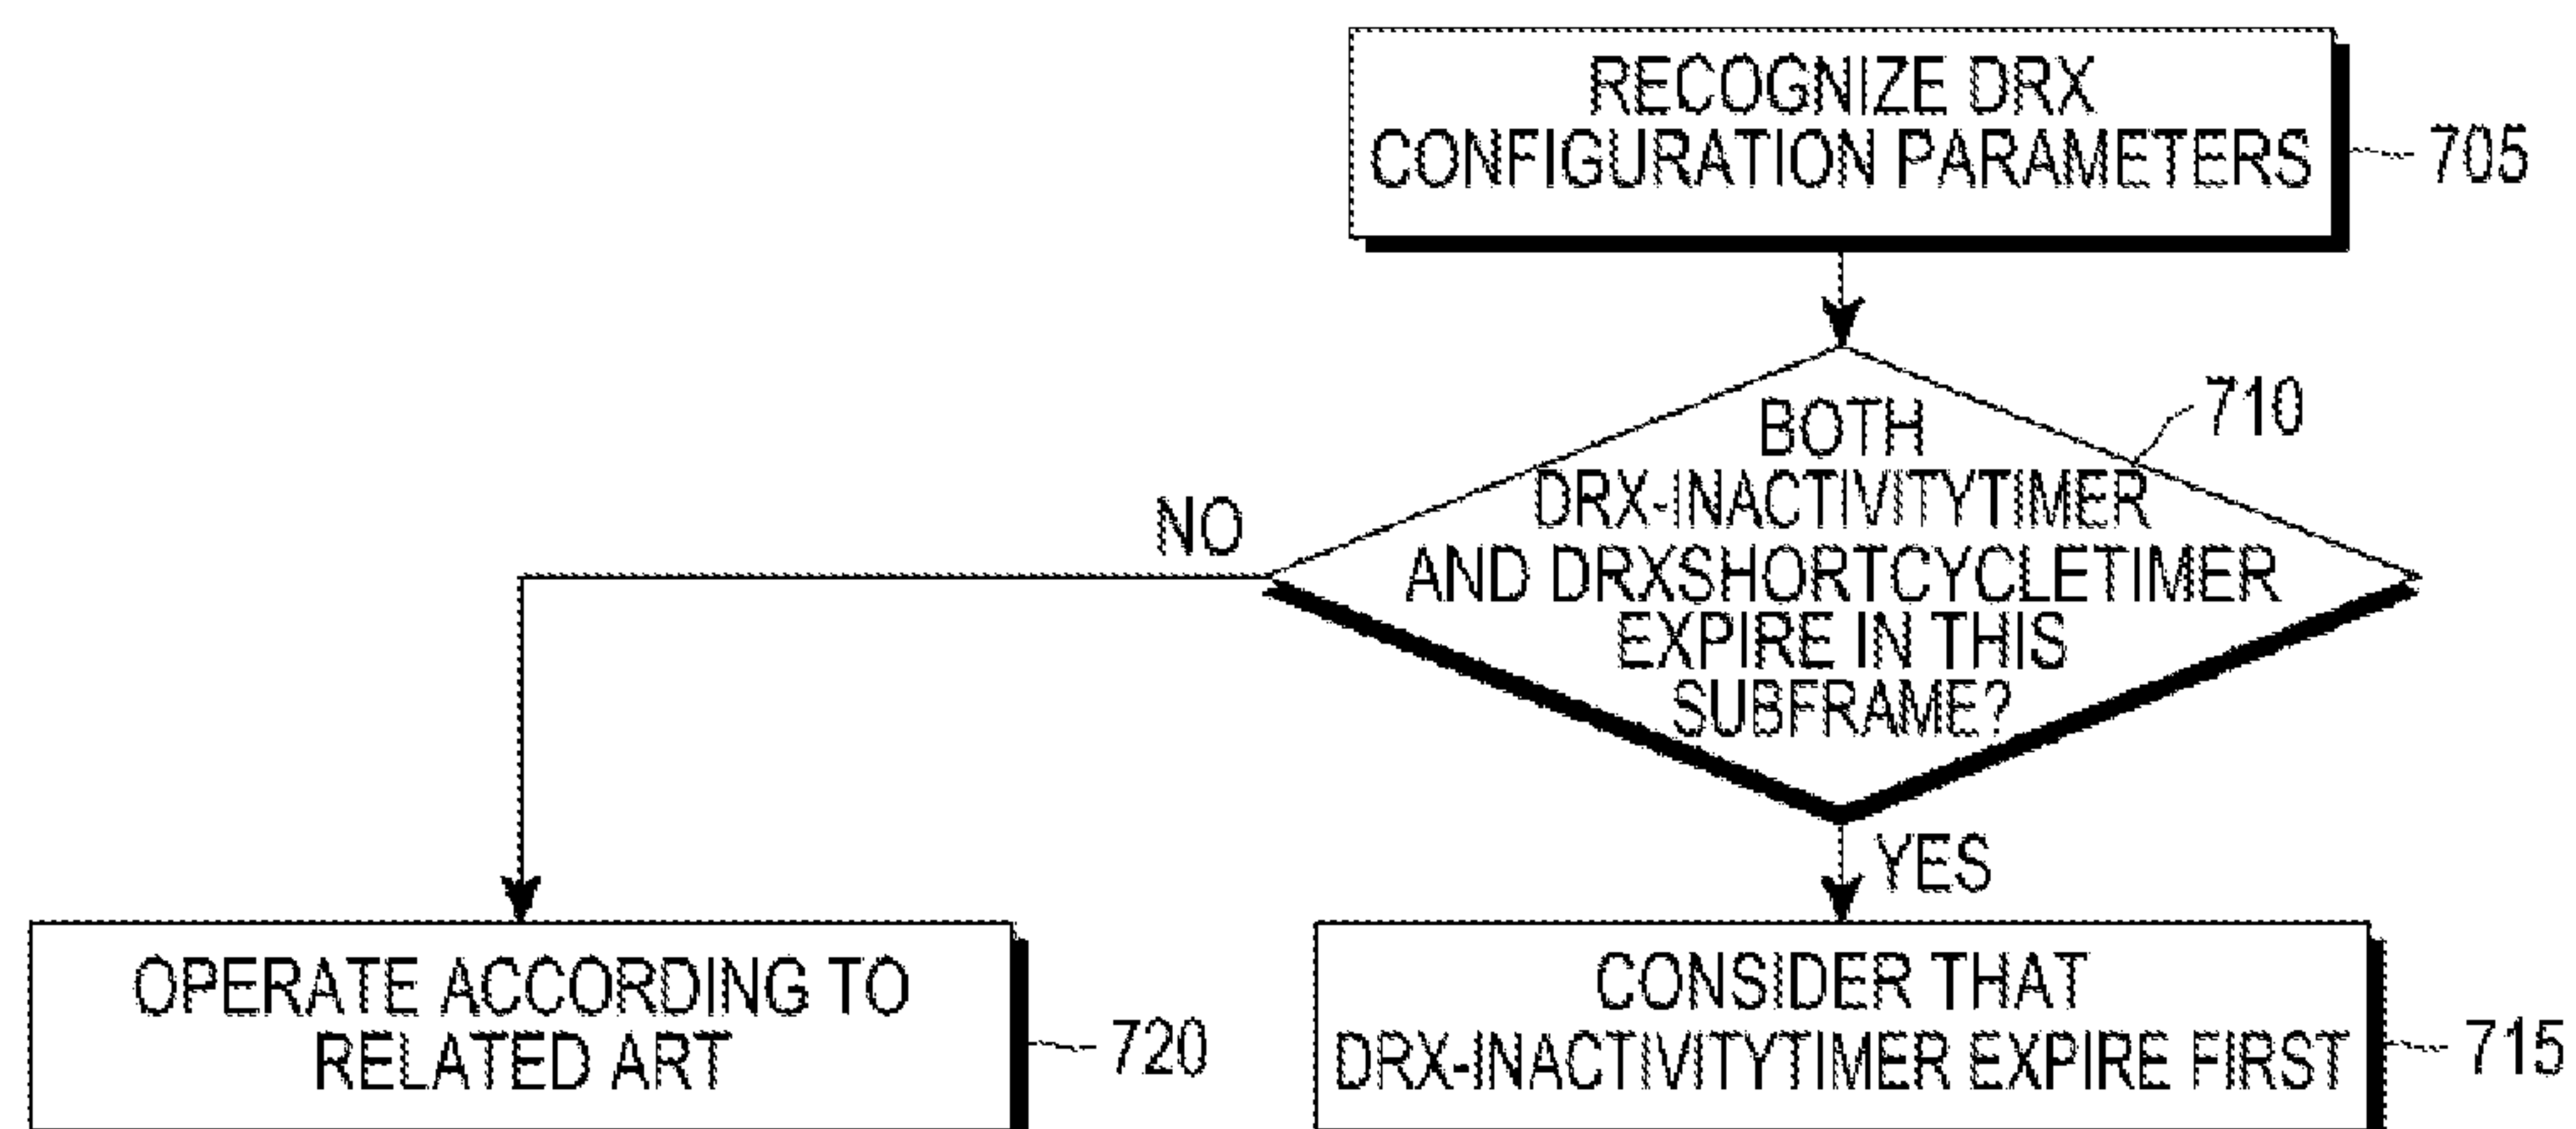 RECOGNIZE DRX
CONFIGURATION PARAMETERS
705
710
BOTH
DRX-INACTIVITYTIMER
AND DRXSHORTCYCLETIMER
EXPIRE IN THIS
SUBFRAME?
NO
YES
OPERATE ACCORDING TO
RELATED ART
720
CONSIDER THAT
DRX-INACTIVITYTIMER EXPIRE FIRST
715